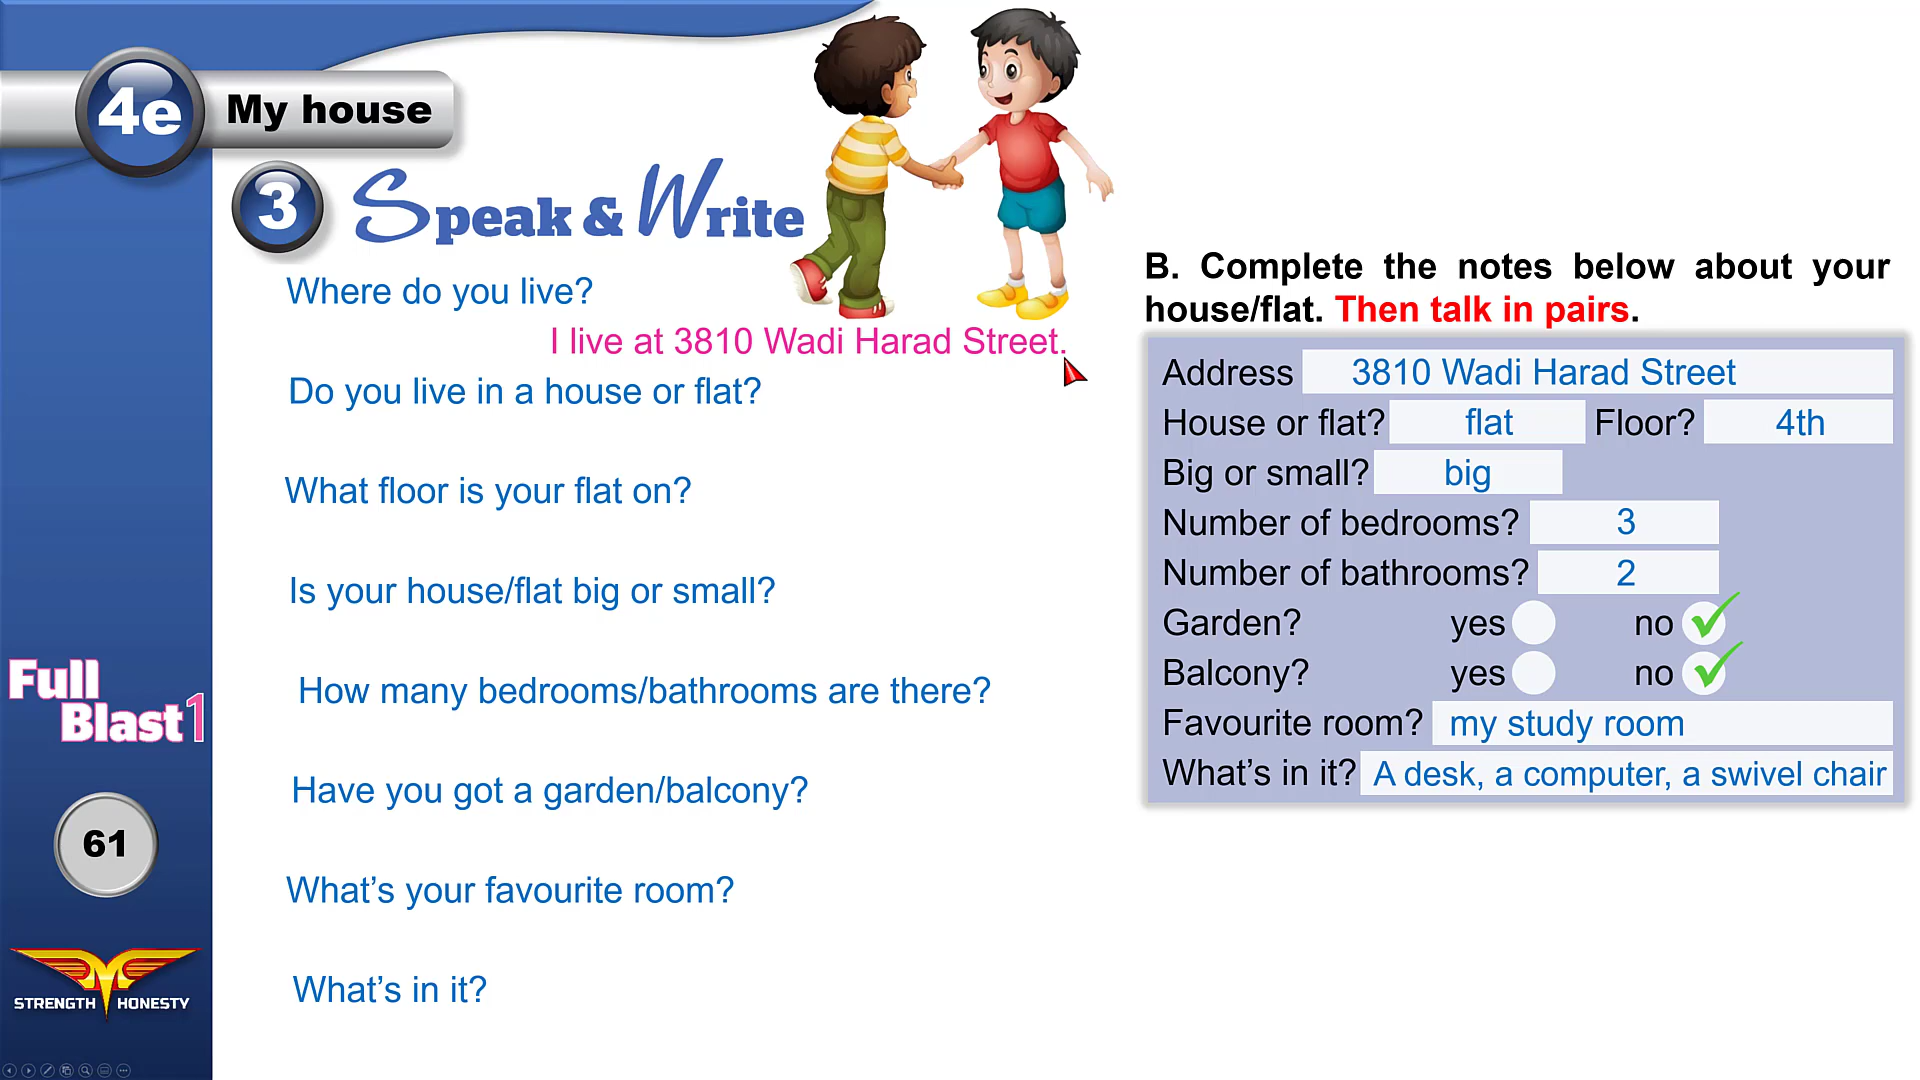 4e My house
3 Speak & Write
Where do you live?
I live at 3810 Wadi Harad Street.
Do you live in a house or flat?
What floor is your flat on?
Is your house/flat big or small?
How many bedrooms/bathrooms are there?
Have you got a garden/balcony?
What's your favourite room?
What's in it?
B. Complete the notes below about your
house/flat. Then talk in pairs.
Address 3810 Wadi Harad Street
House or flat? flat Floor? 4th
Big or small? big
Number of bedrooms? 3
Number of bathrooms? 2
Garden? yes no
Balcony? yes no
Favourite room? my study room
What's in it? A desk, a computer, a swivel chair
Full
Blast 1
61
STRENGTH HONESTY